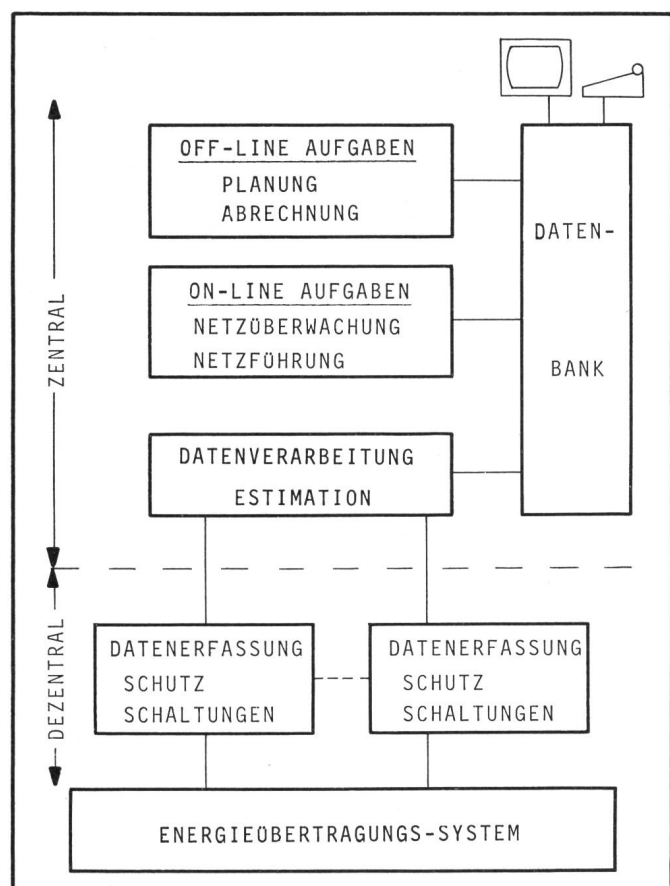 OFF-LINE AUFGABEN
PLANUNG
ABRECHNUNG
DATEN-
BANK
ON-LINE AUFGABEN
NETZÜBERWACHUNG
NETZFÜHRUNG
ZENTRAL
DATENVERARBEITUNG
ESTIMATION
DEZENTRAL
DATENERFASSUNG
SCHUTZ
SCHALTUNGEN
DATENERFASSUNG
SCHUTZ
SCHALTUNGEN
ENERGIEÜBERTRAGUNGS-SYSTEM